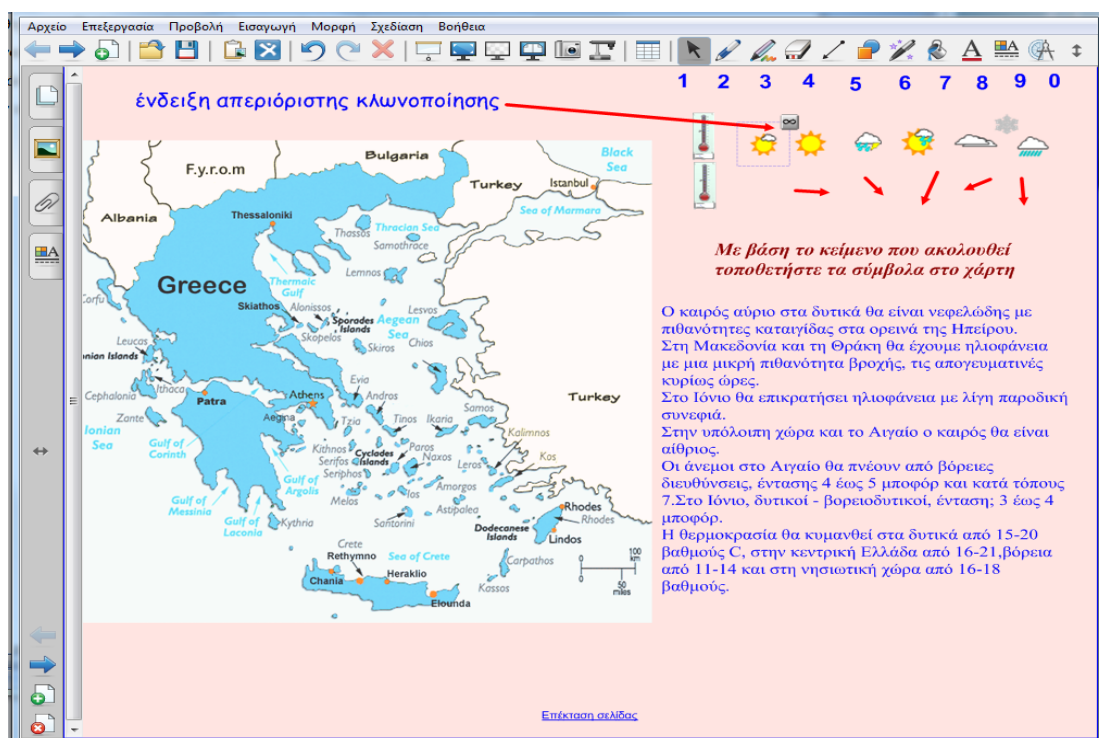 Αρχείο Επεξεργασία Προβολή Εισαγωγή Μορφή Σχεδίαση Βοήθεια
1 2 3 4 5 6 7 8 9 0
ένδειξη απεριόριστης κλωνοποίησης
∞
Bulgaria
Black
Sea
F.y.r.o.m
Turkey
Istanbul
Albania
Thessaloniki
Sea of Marmara
Thracian Sea
Thassos
Samothrace
Greece
Thermaic
Gulf
Lemnos
Corfu
Skiathos
Alonissos
Lesvos
Sporades
Islands
Aegean
Sea
Leucas
Skopelos
Skiros
Chios
onian Islands
Ithaca
Evia
Cephalonia
Patra
Athens
Andros
Turkey
Zante
Aegina
Tzia
Tinos
Ikaria
Samos
Ionian
Sea
Gulf of
Corinth
Kithnos
Serifos
Seriphos
Cyclades
Islands
Paros
Naxos
Leros
Kalimnos
Kos
Gulf of
Argolis
Melos
Ios
Amorgos
Gulf of
Messinia
Gulf of
Laconia
Kythria
Santorini
Astipalea
Rhodes
Rhodes
Dodecanese
Islands
Lindos
Crete
Rethymno
Sea of Crete
Carpathos
100
km
0
50
miles
Chania
Heraklio
Kassos
Elounda
Με βάση το κείμενο που ακολουθεί
τοποθετήστε τα σύμβολα στο χάρτη
Ο καιρός αύριο στα δυτικά θα είναι νεφελώδης με
πιθανότητες καταιγίδας στα ορεινά της Ηπείρου.
Στη Μακεδονία και τη Θράκη θα έχουμε ηλιοφάνεια
με μια μικρή πιθανότητα βροχής, τις απογευματινές
κυρίως ώρες.
Στο Ιόνιο θα επικρατήσει ηλιοφάνεια με λίγη παροδική
συνεφιά.
Στην υπόλοιπη χώρα και το Αιγαίο ο καιρός θα είναι
αίθριος.
Οι άνεμοι στο Αιγαίο θα πνέουν από βόρειες
διευθύνσεις, έντασης 4 έως 5 μποφόρ και κατά τόπους
7.Στο Ιόνιο, δυτικοί - βορειοδυτικοί, ένταση; 3 έως 4
μποφόρ.
Η θερμοκρασία θα κυμανθεί στα δυτικά από 15-20
βαθμούς C, στην κεντρική Ελλάδα από 16-21,βόρεια
από 11-14 και στη νησιωτική χώρα από 16-18
βαθμούς.
Επέκταση σελίδας